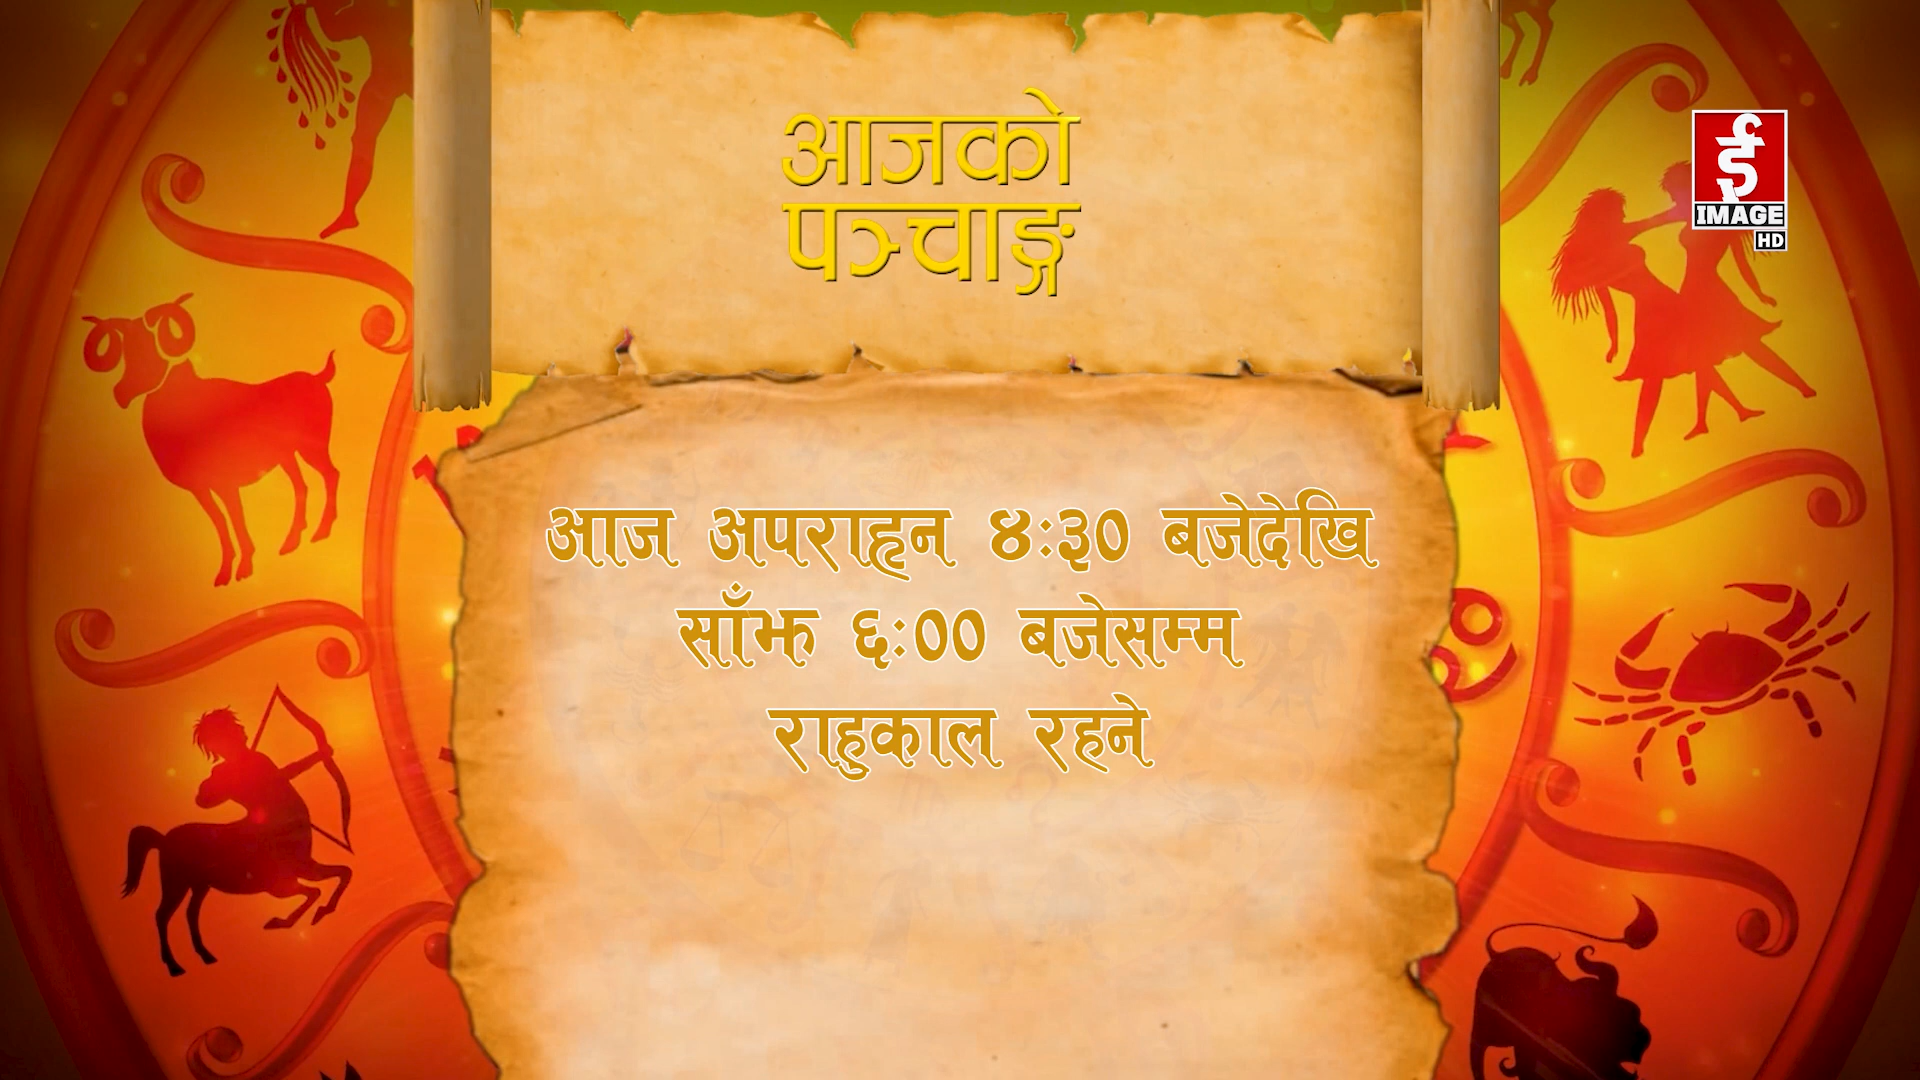 आजको
पञ्चाङ्ग
IMAGE
HD
आज अपराह्न ४:३० बजेदेखि
साँझ ६:०० बजेसम्म
राहुकाल रहने